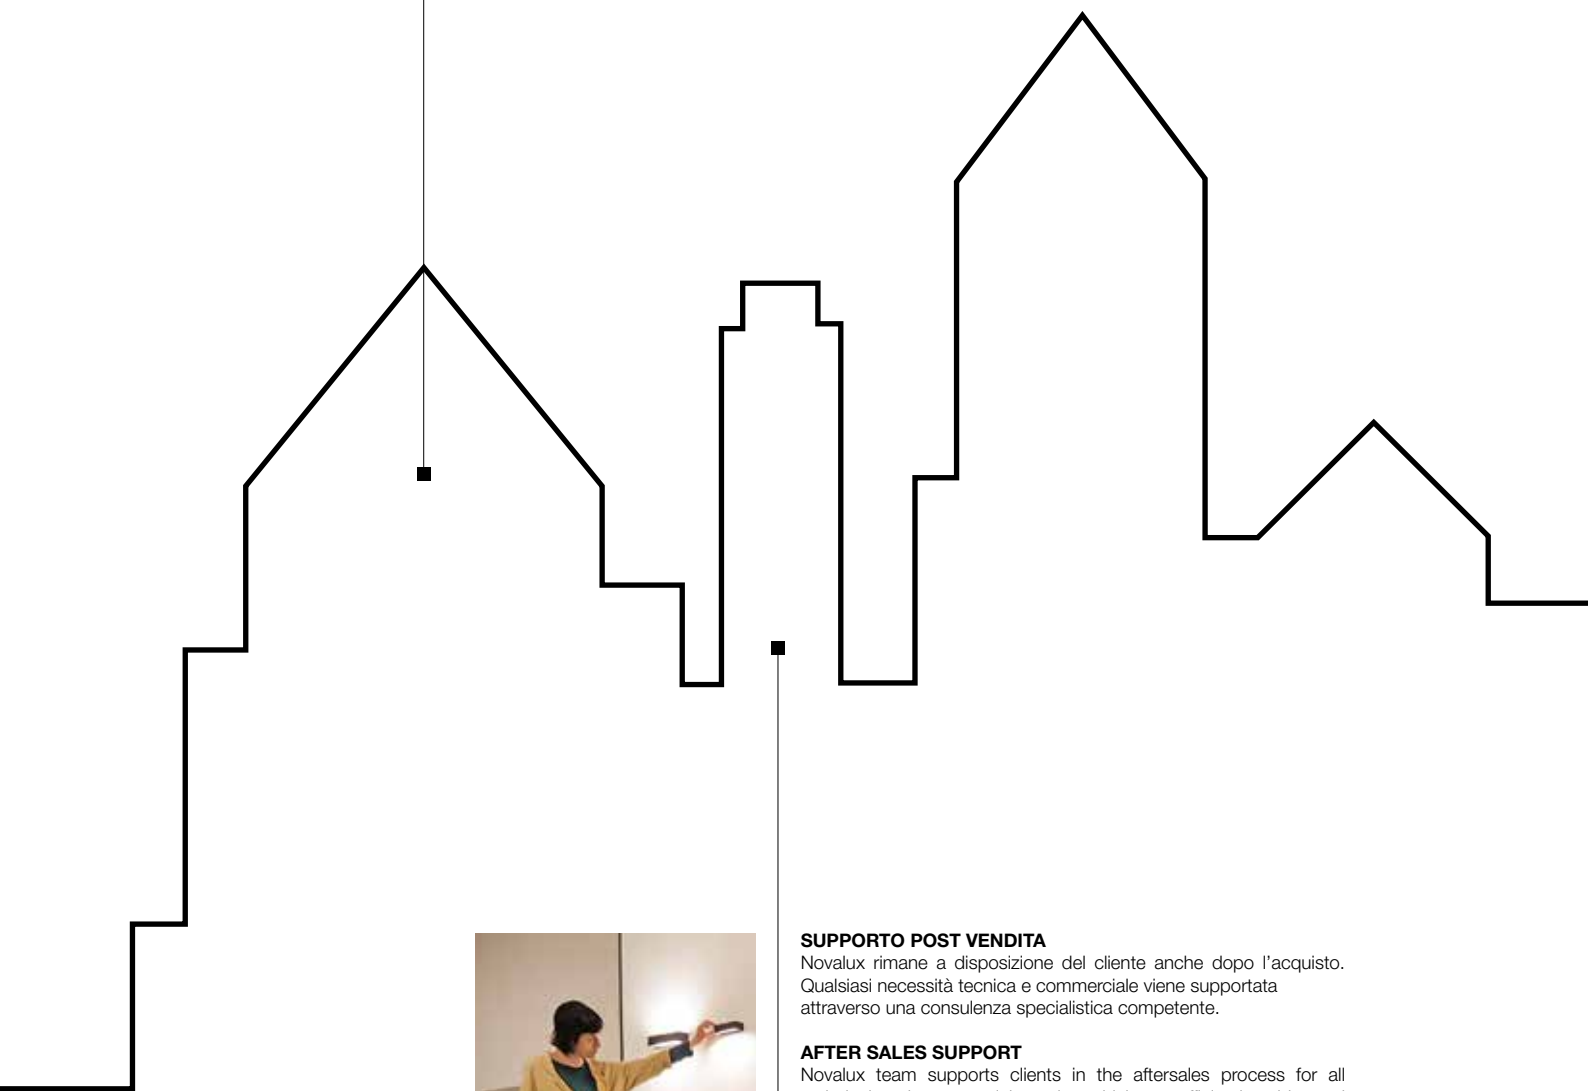 SUPPORTO POST VENDITA
Novalux rimane a disposizione del cliente anche dopo l'acquisto.
Qualsiasi necessità tecnica e commerciale viene supportata
attraverso una consulenza specialistica competente.
AFTER SALES SUPPORT
Novalux team supports clients in the aftersales process for all